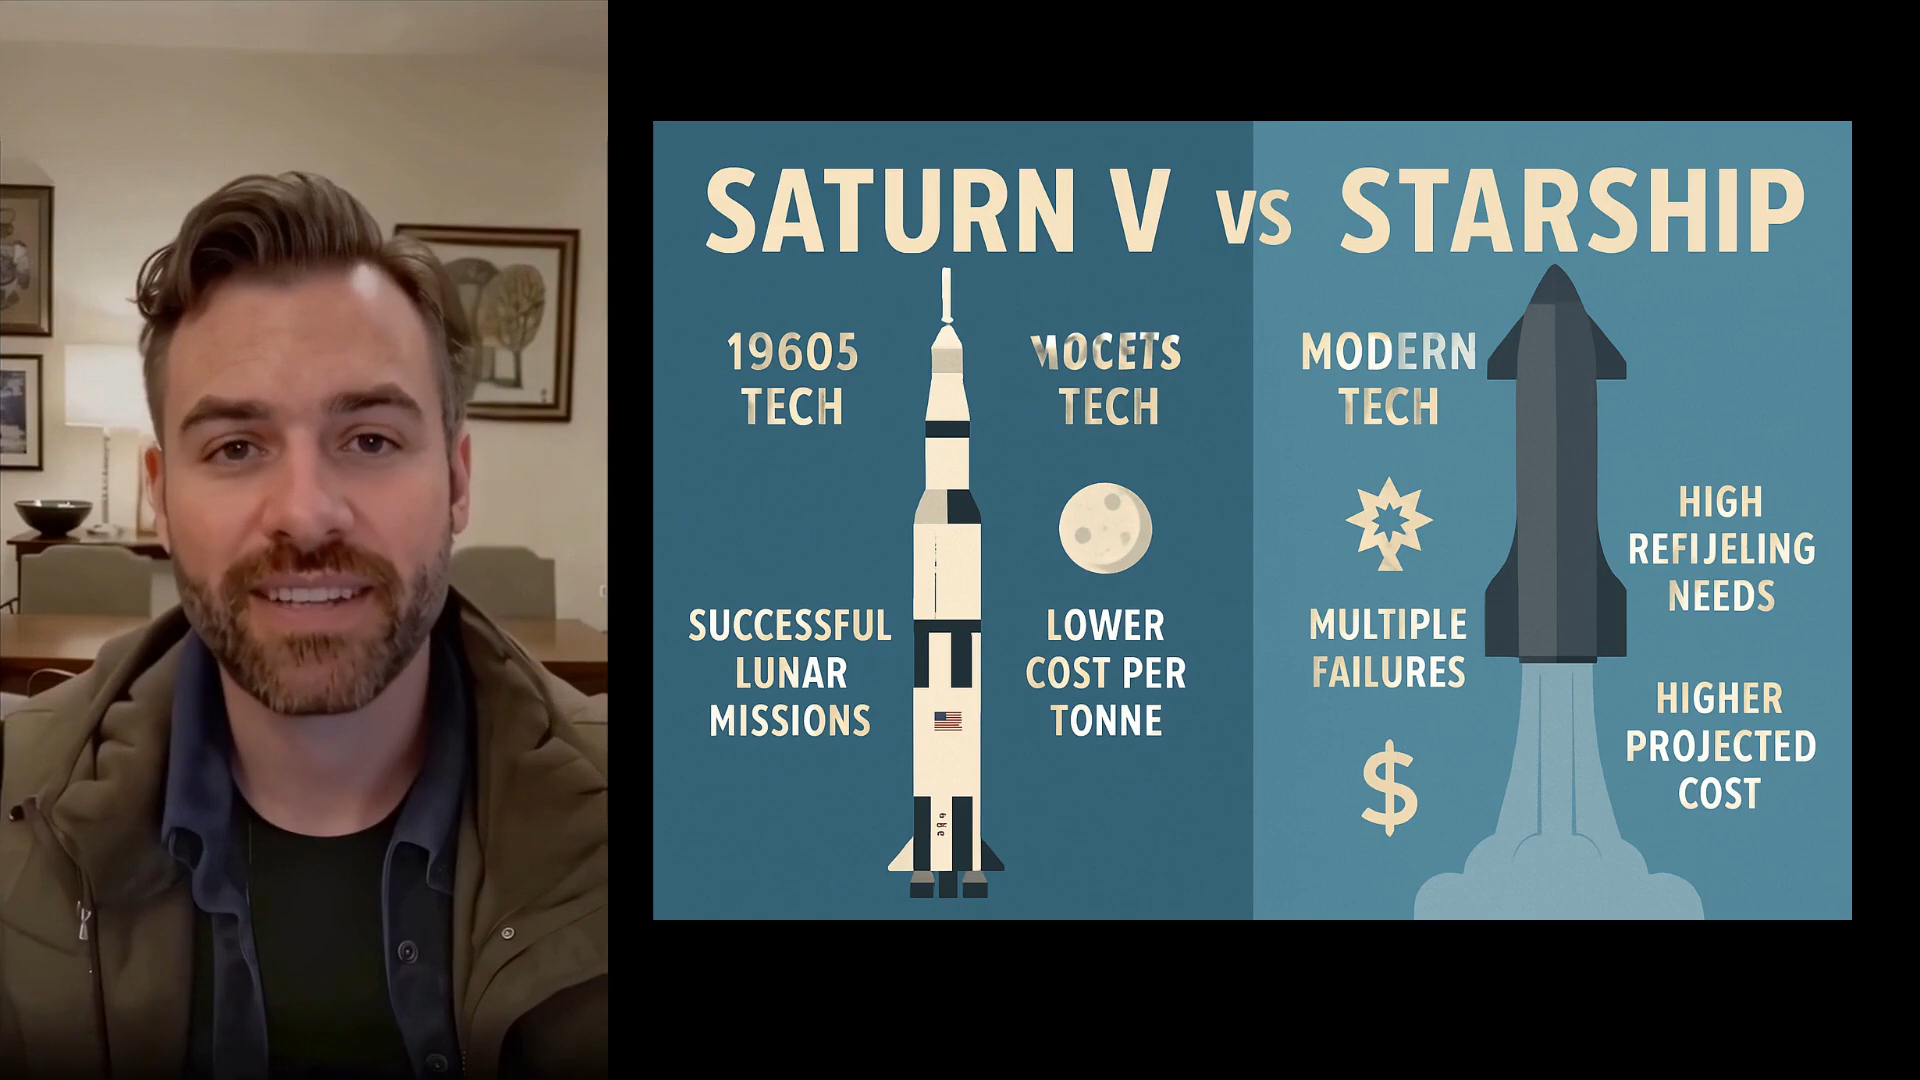 SATURN V VS STARSHIP
19605
TECH
MOCETS
TECH
SUCCESSFUL
LUNAR
MISSIONS
LOWER
COST PER
TONNE
MODERN
TECH
MULTIPLE
FAILURES
$
HIGH
REFIJELING
NEEDS
HIGHER
PROJECTED
COST